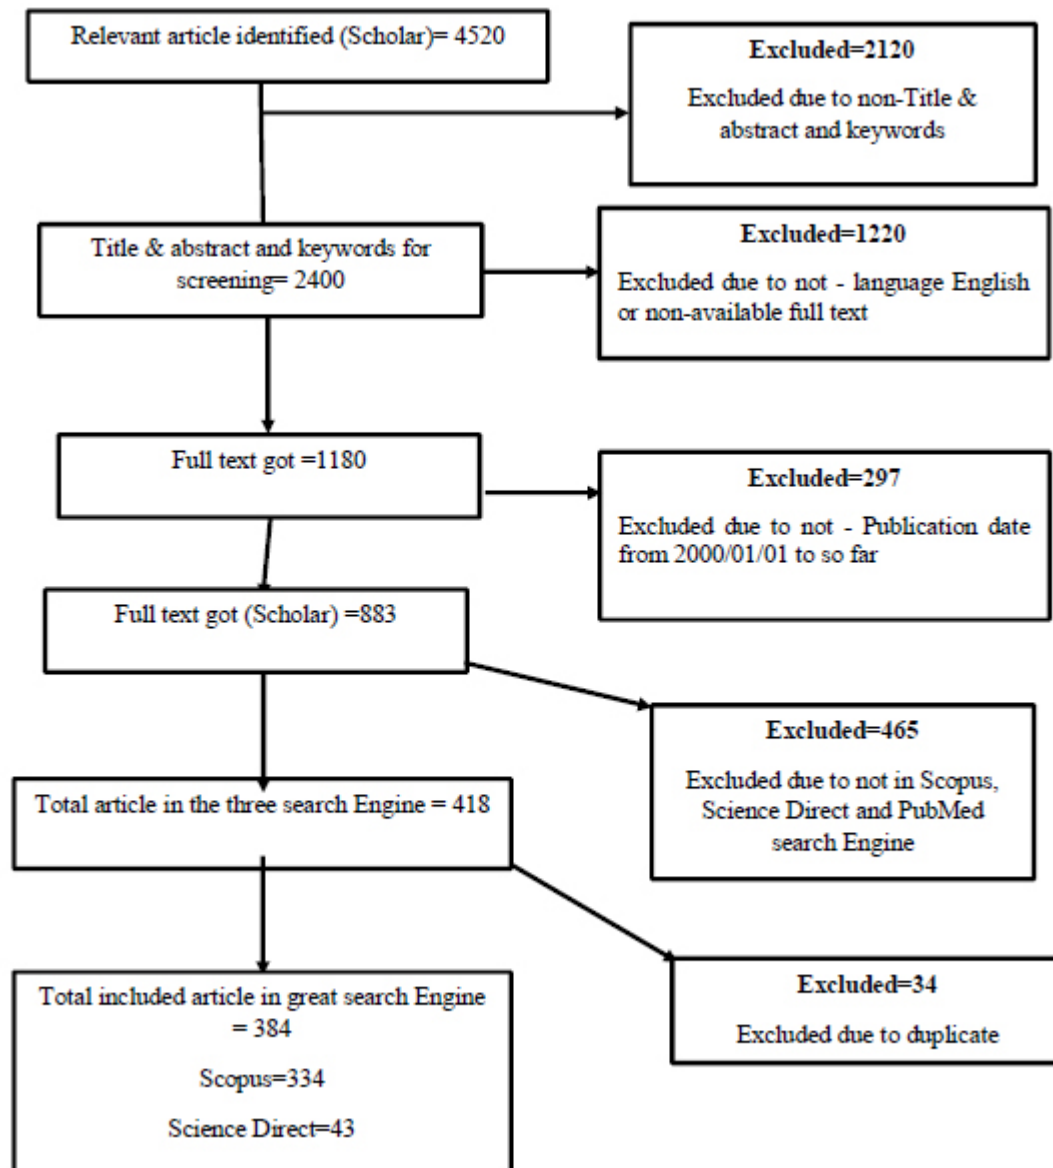 Relevant article identified (Scholar)= 4520
Excluded=2120
Excluded due to non-Title &
abstract and keywords
Title & abstract and keywords for
screening= 2400
Excluded=1220
Excluded due to not - language English
or non-available full text
Full text got =1180
Excluded=297
Excluded due to not - Publication date
from 2000/01/01 to so far
Full text got (Scholar) =883
Excluded=465
Excluded due to not in Scopus,
Science Direct and PubMed
search Engine
Total article in the three search Engine = 418
Excluded=34
Excluded due to duplicate
Total included article in great search Engine
= 384
Scopus=334
Science Direct=43